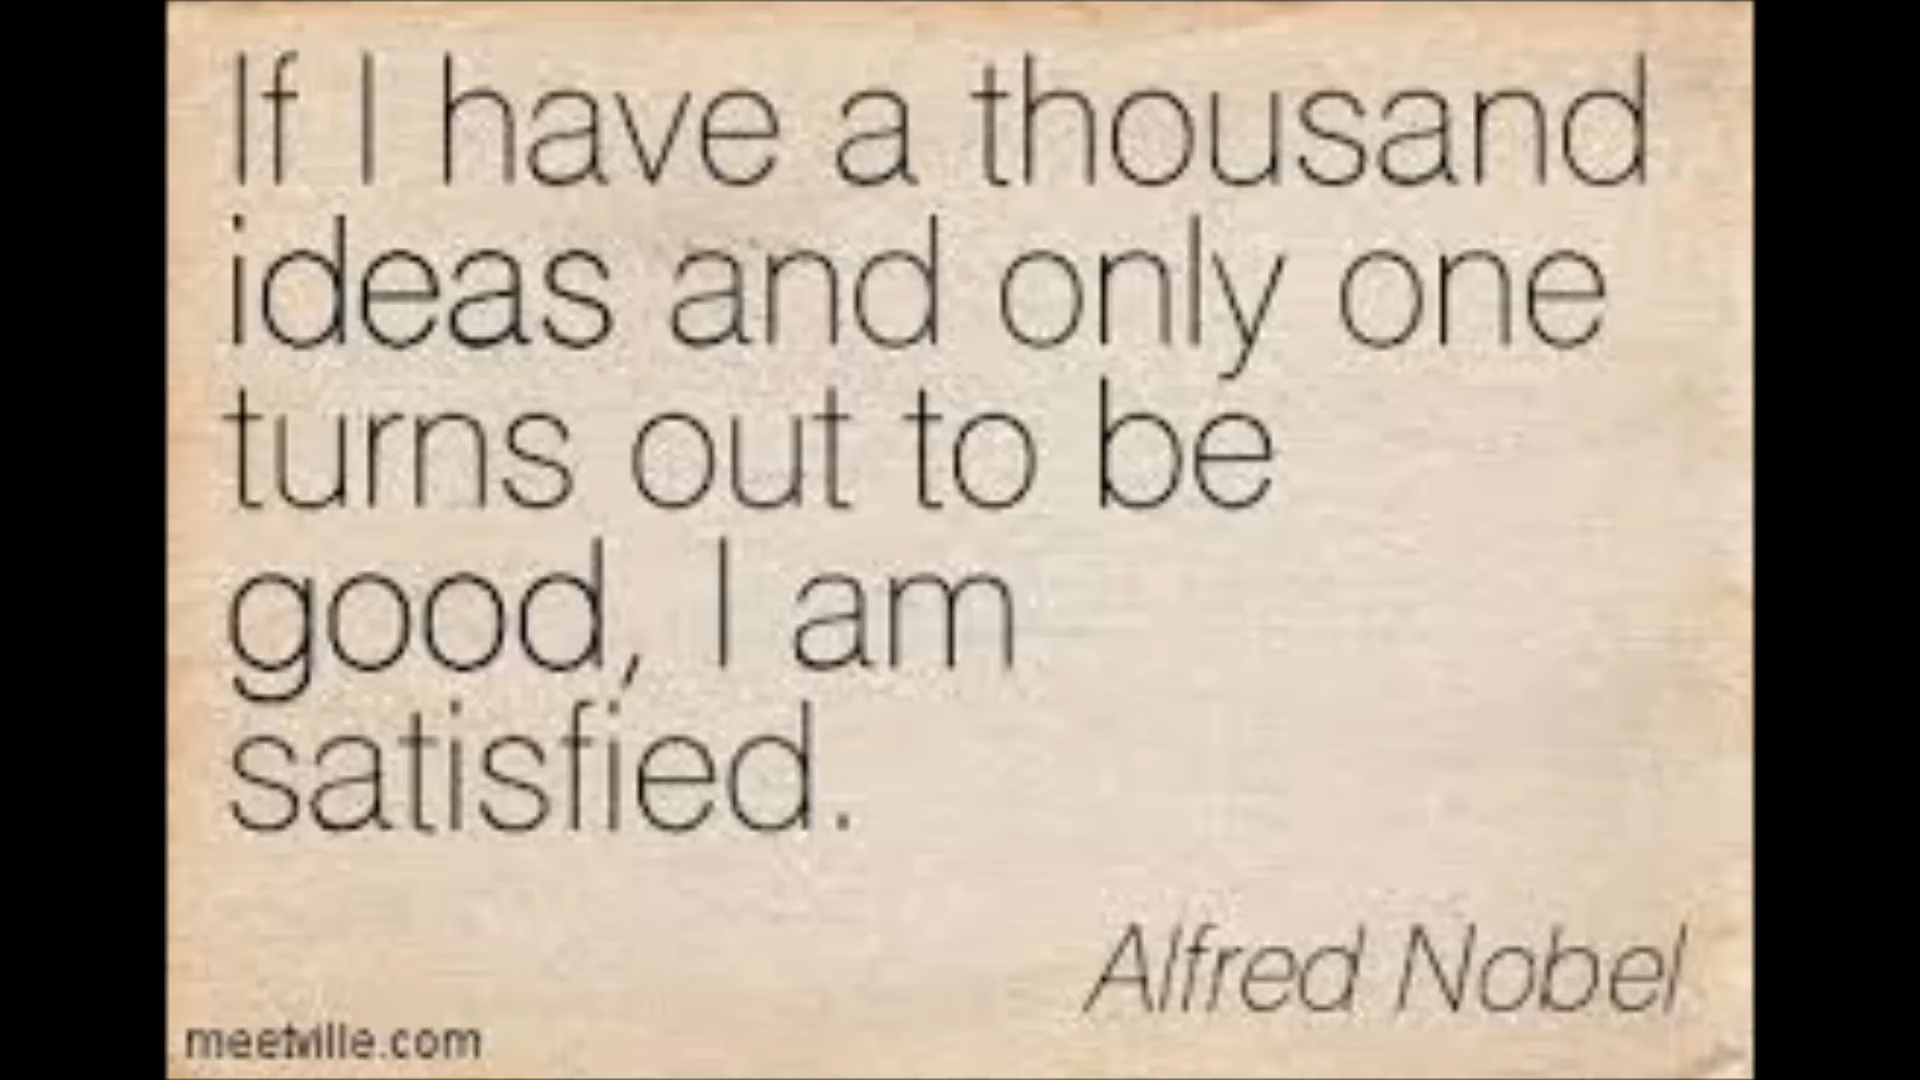 If I have a thousand
ideas and only one
turns out to be
good, I am
satisfied.
Alfred Nobel
meetville.com